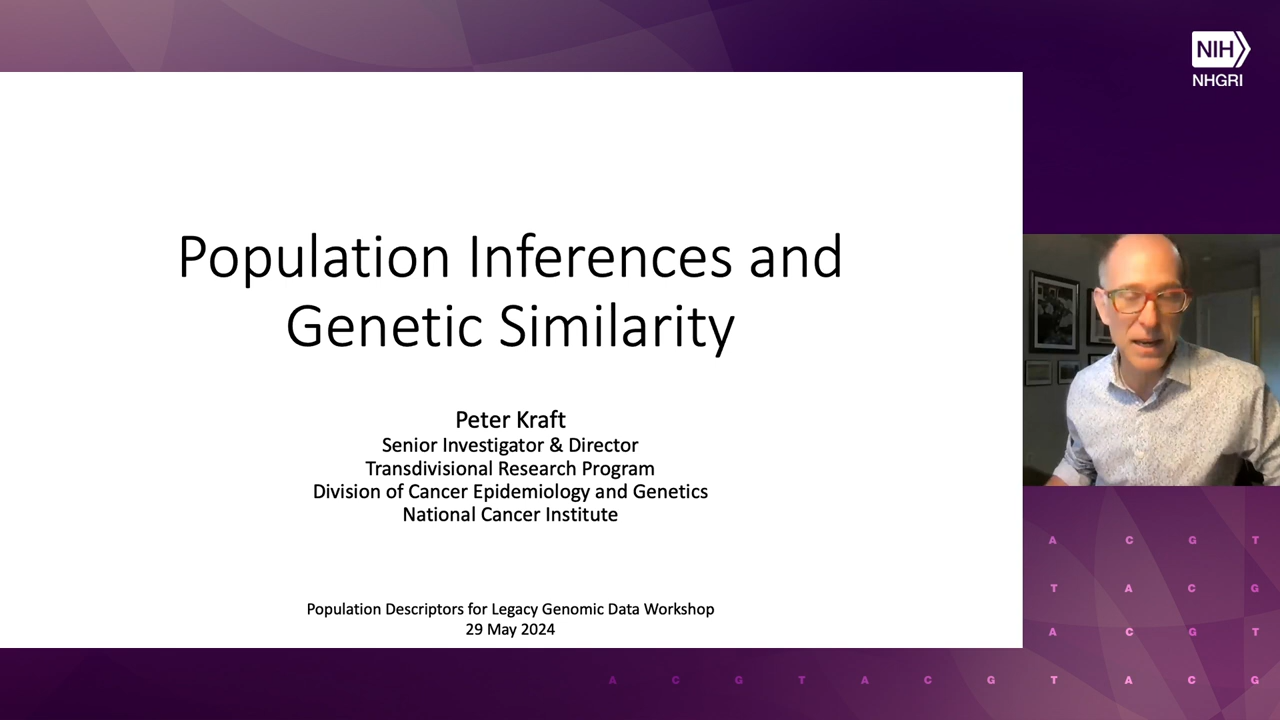 NIH
NHGRI
Population Inferences and
Genetic Similarity
Peter Kraft
Senior Investigator & Director
Transdivisional Research Program
Division of Cancer Epidemiology and Genetics
National Cancer Institute
Population Descriptors for Legacy Genomic Data Workshop
29 May 2024
A C G T
T A C G
A C G T
A C G T A C G T A C G